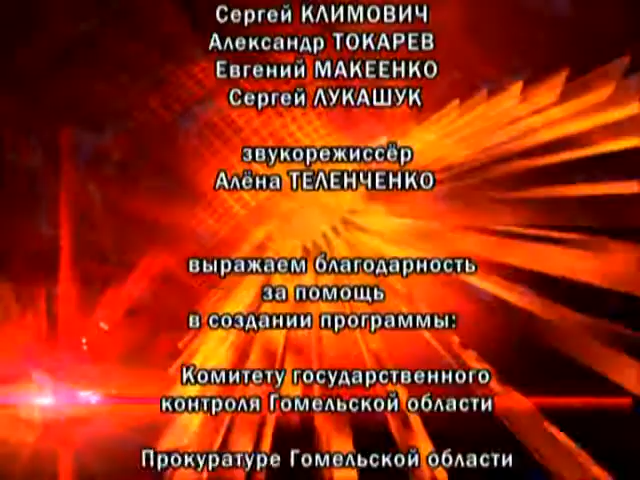 Сергей КЛИМОВИЧ
Александр ТОКАРЕВ
Евгений МАКЕЕНКО
Сергей ЛУКАШУК
звукорежиссёр
Алёна ТЕЛЕНЧЕНКО
выражаем благодарность
за помощь
в создании программы:
Комитету государственного
контроля Гомельской области
Прокуратуре Гомельской области